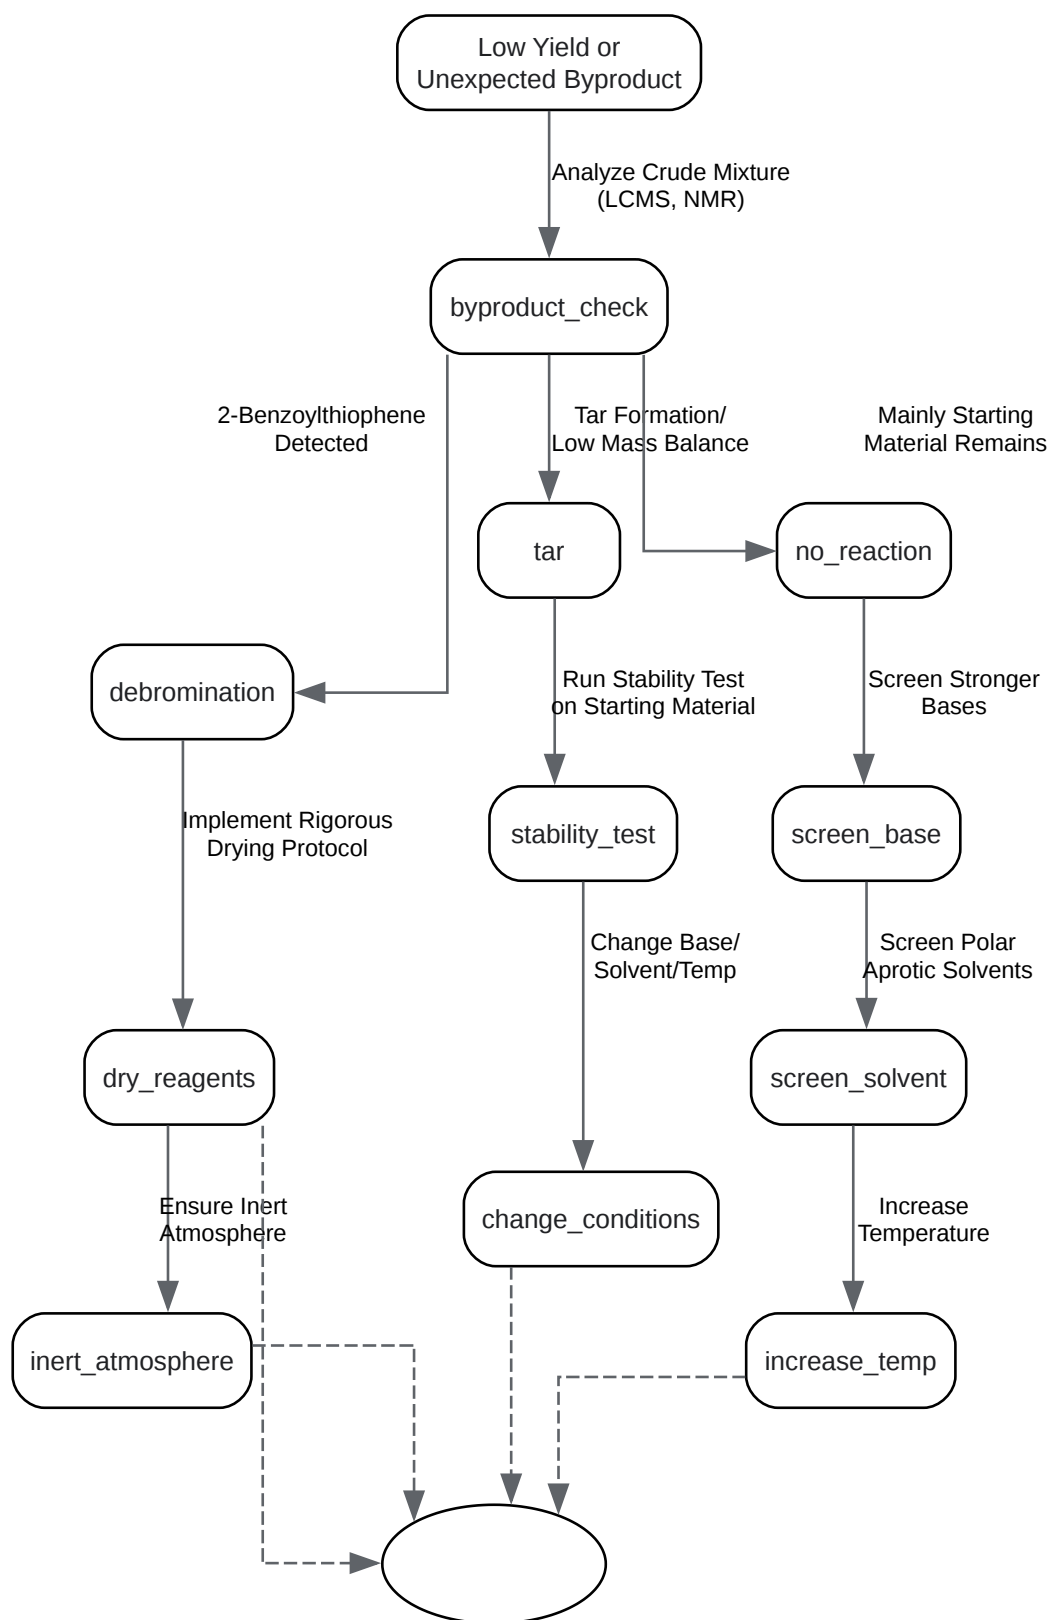 Low Yield or
Unexpected Byproduct
Analyze Crude Mixture
(LCMS, NMR)
byproduct_check
2-Benzoylthiophene
Detected
Tar Formation/
Low Mass Balance
Mainly Starting
Material Remains
tar
no_reaction
debromination
Run Stability Test
on Starting Material
Screen Stronger
Bases
Implement Rigorous
Drying Protocol
stability_test
screen_base
Change Base/
Solvent/Temp
Screen Polar
Aprotic Solvents
dry_reagents
screen_solvent
Ensure Inert
Atmosphere
change_conditions
Increase
Temperature
inert_atmosphere
increase_temp